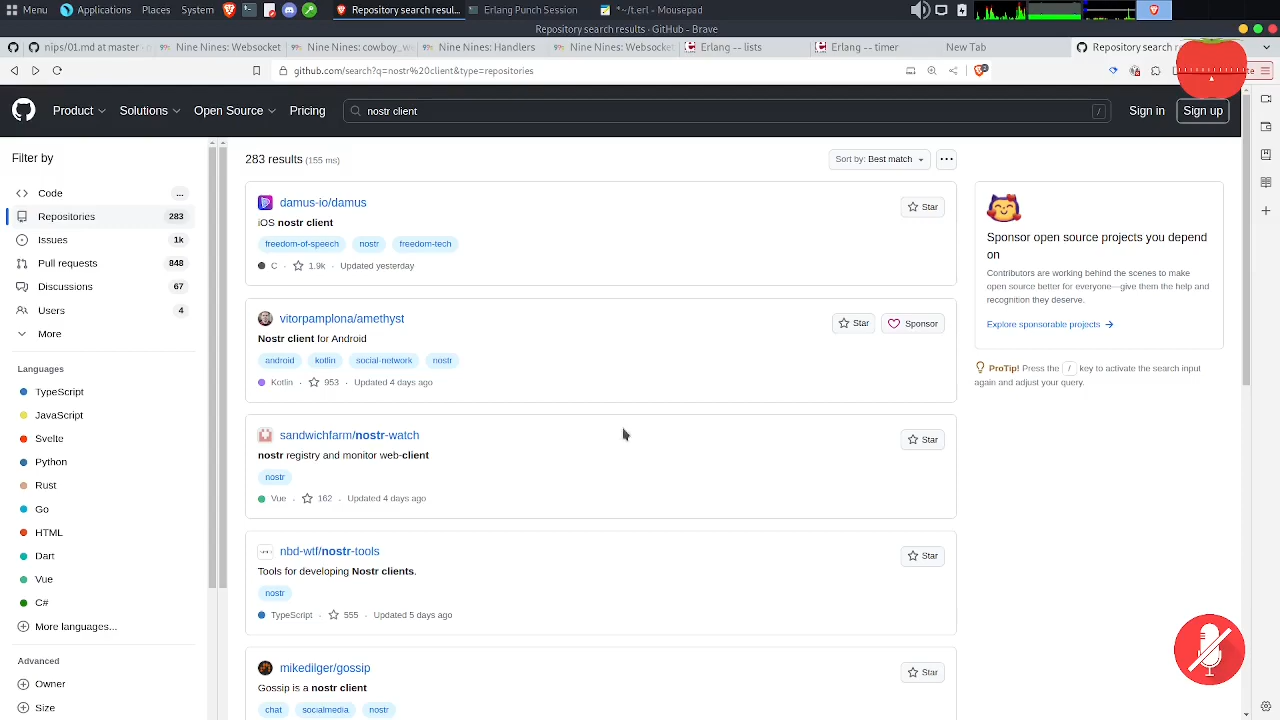 Menu Applications Places System Repository search resul... Erlang Punch Session *~/t.erl - Mousepad
Repository search results - GitHub - Brave
nips/01.md at master · n Nine Nines: Websocket Nine Nines: cowboy_we Nine Nines: Handlers Nine Nines: Websocket Erlang -- lists Erlang -- timer New Tab Repository search r
github.com/search?q=nostr%20client&type=repositories
Product Solutions Open Source Pricing nostr client / Sign in Sign up
Filter by
Code ...
Repositories 283
Issues 1k
Pull requests 848
Discussions 67
Users 4
More
Languages
TypeScript
JavaScript
Svelte
Python
Rust
Go
HTML
Dart
Vue
C#
More languages...
Advanced
Owner
Size
283 results (155 ms)
Sort by: Best match
damus-io/damus
Star
iOS nostr client
freedom-of-speech nostr freedom-tech
C · 1.9k · Updated yesterday
vitorpamplona/amethyst
Star Sponsor
Nostr client for Android
android kotlin social-network nostr
Kotlin · 953 · Updated 4 days ago
sandwichfarm/nostr-watch
Star
nostr registry and monitor web-client
nostr
Vue · 162 · Updated 4 days ago
nbd-wtf/nostr-tools
Star
Tools for developing Nostr clients.
nostr
TypeScript · 555 · Updated 5 days ago
mikedilger/gossip
Star
Gossip is a nostr client
chat socialmedia nostr
Sponsor open source projects you depend
on
Contributors are working behind the scenes to make
open source better for everyone—give them the help and
recognition they deserve.
Explore sponsorable projects
ProTip! Press the / key to activate the search input
again and adjust your query.